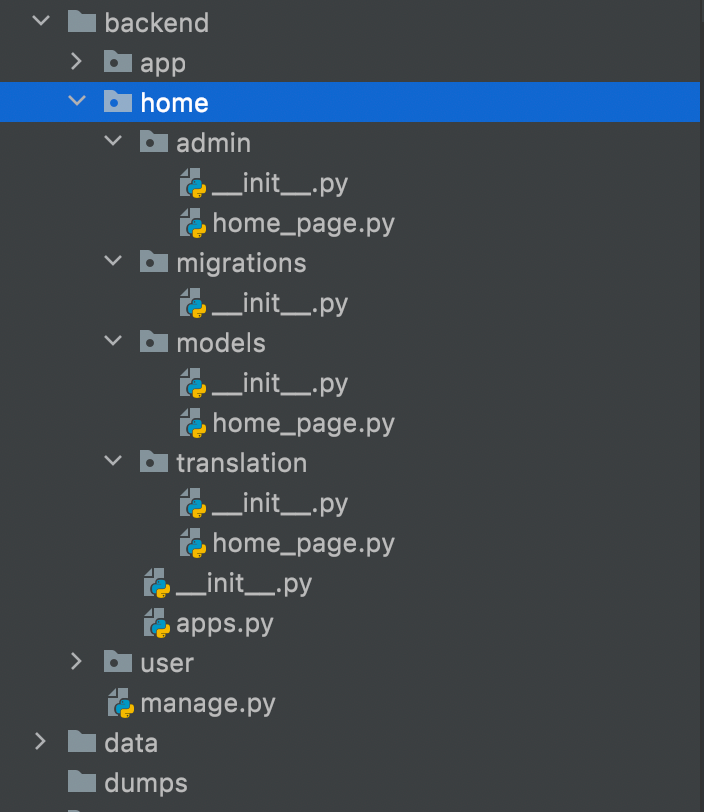 backend
app
home
admin
__init__.py
home_page.py
migrations
__init__.py
models
__init__.py
home_page.py
translation
__init__.py
home_page.py
__init__.py
apps.py
user
manage.py
data
dumps